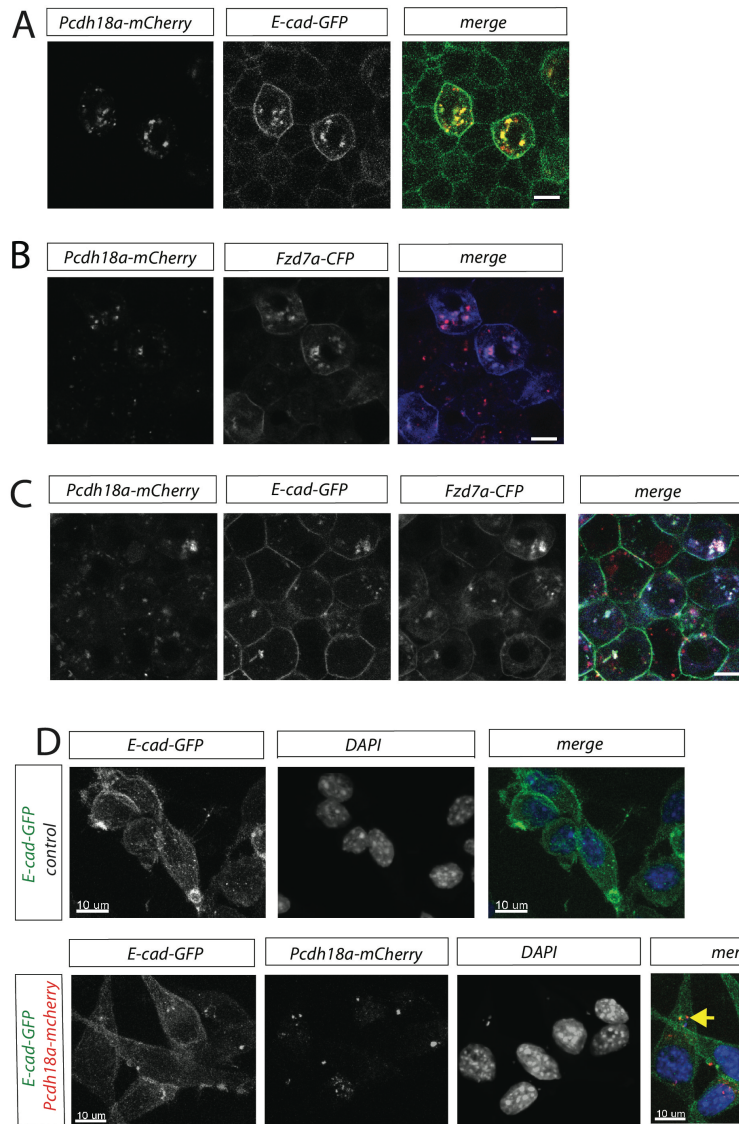 A
Pcdh18a-mCherry
E-cad-GFP
merge
B
Pcdh18a-mCherry
Fzd7a-CFP
merge
C
Pcdh18a-mCherry
E-cad-GFP
Fzd7a-CFP
merge
D
E-cad-GFP
DAPI
merge
E-cad-GFP
control
10 um
10 um
E-cad-GFP
Pcdh18a-mCherry
DAPI
mer
E-cad-GFP
Pcdh18a-mcherry
10 um
10 um